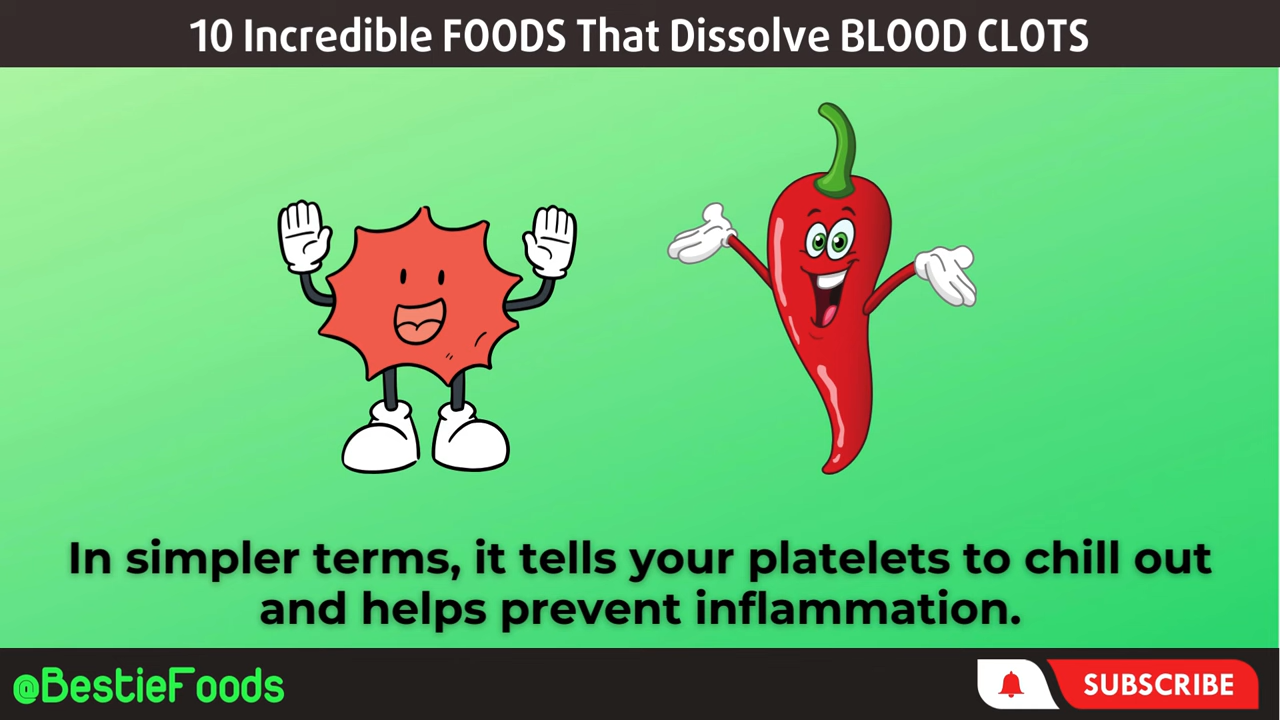 10 Incredible FOODS That Dissolve BLOOD CLOTS
In simpler terms, it tells your platelets to chill out
and helps prevent inflammation.
@BestieFoods
SUBSCRIBE